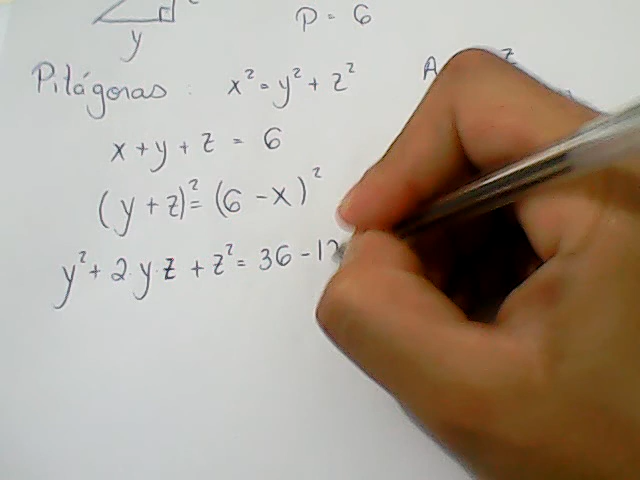 P = 6
y
Pitágoras : x² = y² + z²
A
z
x + y + z = 6
(y + z)² = (6 - x)²
y² + 2.y.z + z² = 36 - 12